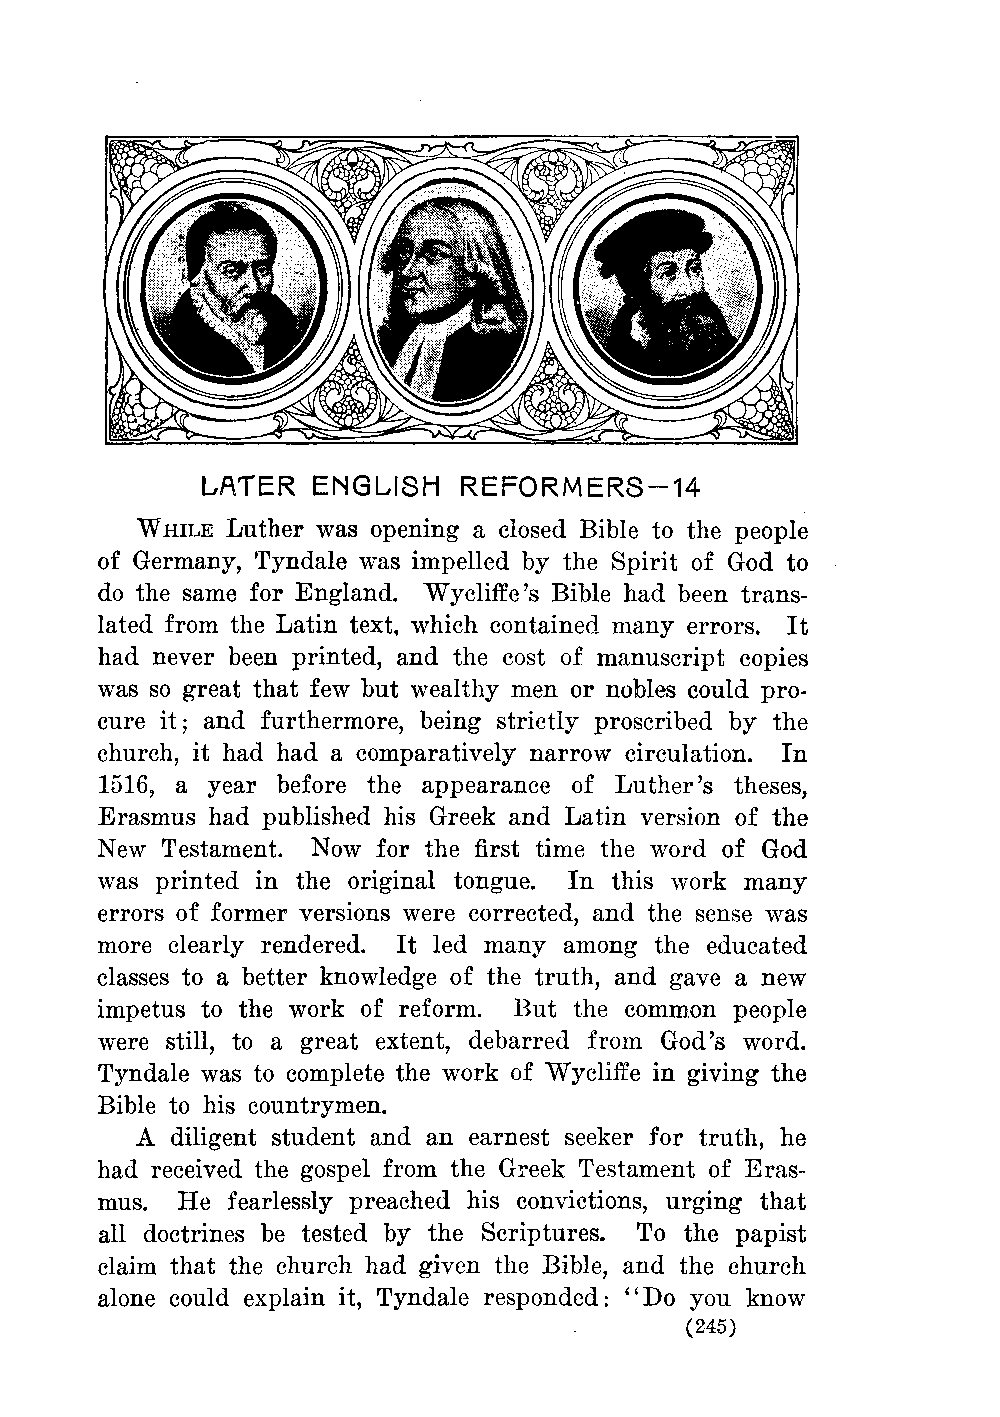 LATER ENGLISH REFORMERS—14
WHILE Luther was opening a closed Bible to the people
of Germany, Tyndale was impelled by the Spirit of God to
do the same for England. Wycliffe's Bible had been trans-
lated from the Latin text, which contained many errors. It
had never been printed, and the cost of manuscript copies
was so great that few but wealthy men or nobles could pro-
cure it; and furthermore, being strictly proscribed by the
church, it had had a comparatively narrow circulation. In
1516, a year before the appearance of Luther's theses,
Erasmus had published his Greek and Latin version of the
New Testament. Now for the first time the word of God
was printed in the original tongue. In this work many
errors of former versions were corrected, and the sense was
more clearly rendered. It led many among the educated
classes to a better knowledge of the truth, and gave a new
impetus to the work of reform. But the common people
were still, to a great extent, debarred from God's word.
Tyndale was to complete the work of Wycliffe in giving the
Bible to his countrymen.
A diligent student and an earnest seeker for truth, he
had received the gospel from the Greek Testament of Eras-
mus. He fearlessly preached his convictions, urging that
all doctrines be tested by the Scriptures. To the papist
claim that the church had given the Bible, and the church
alone could explain it, Tyndale responded: "Do you know
(245)